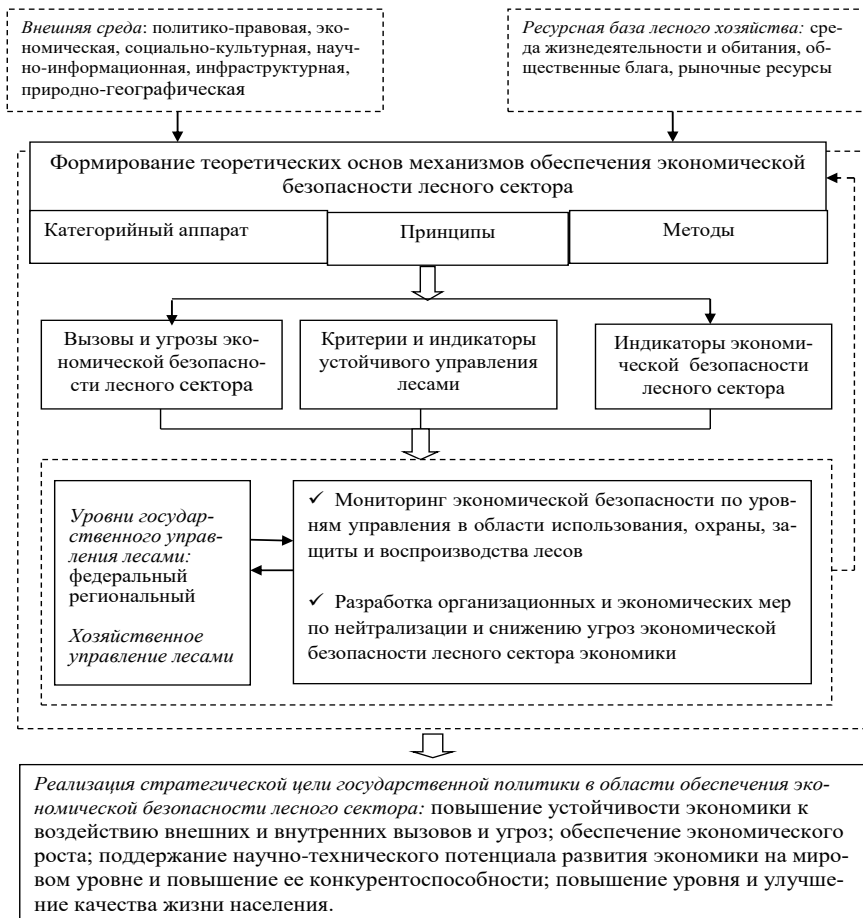 Внешняя среда: политико-правовая, эко-
номическая, социально-культурная, науч-
но-информационная, инфраструктурная,
природно-географическая
Ресурсная база лесного хозяйства: сре-
да жизнедеятельности и обитания, об-
щественные блага, рыночные ресурсы
Формирование теоретических основ механизмов обеспечения экономической
безопасности лесного сектора
Категорийный аппарат
Принципы
Методы
Вызовы и угрозы эко-
номической безопасно-
сти лесного сектора
Критерии и индикаторы
устойчивого управления
лесами
Индикаторы экономи-
ческой безопасности
лесного сектора
Уровни государ-
ственного управ-
ления лесами:
федеральный
региональный
Хозяйственное
управление лесами
✓ Мониторинг экономической безопасности по уров-
ням управления в области использования, охраны, за-
щиты и воспроизводства лесов
✓ Разработка организационных и экономических мер
по нейтрализации и снижению угроз экономической
безопасности лесного сектора экономики
Реализация стратегической цели государственной политики в области обеспечения эко-
номической безопасности лесного сектора: повышение устойчивости экономики к
воздействию внешних и внутренних вызовов и угроз; обеспечение экономического
роста; поддержание научно-технического потенциала развития экономики на миро-
вом уровне и повышение ее конкурентоспособности; повышение уровня и улучше-
ние качества жизни населения.